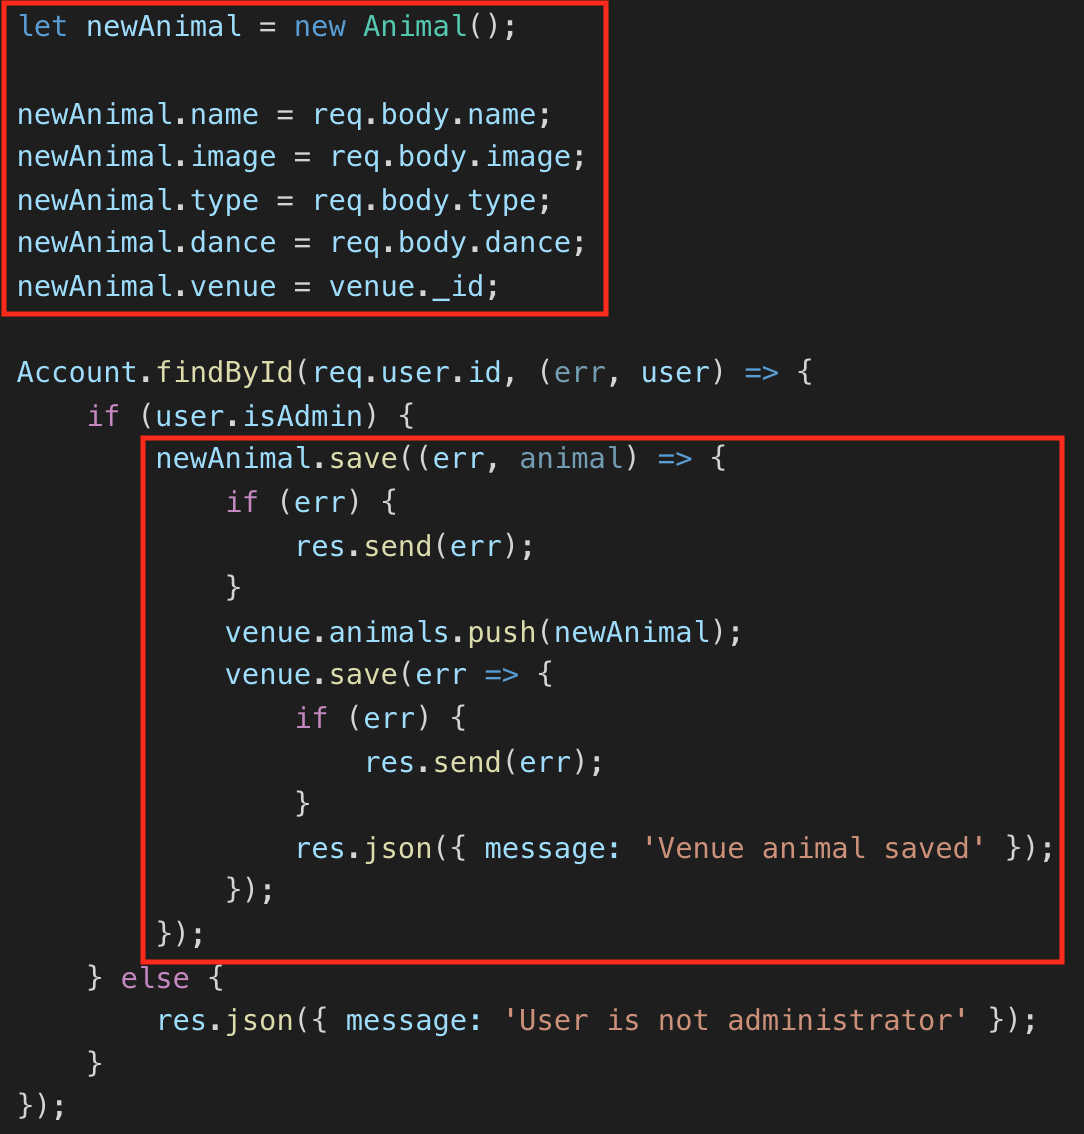 let newAnimal = new Animal();
newAnimal.name = req.body.name;
newAnimal.image = req.body.image;
newAnimal.type = req.body.type;
newAnimal.dance = req.body.dance;
newAnimal.venue = venue._id;
Account.findById(req.user.id, (err, user) => {
if (user.isAdmin) {
newAnimal.save((err, animal) => {
if (err) {
res.send(err);
}
venue.animals.push(newAnimal);
venue.save(err => {
if (err) {
res.send(err);
}
res.json({ message: 'Venue animal saved' });
});
});
} else {
res.json({ message: 'User is not administrator' });
}
});